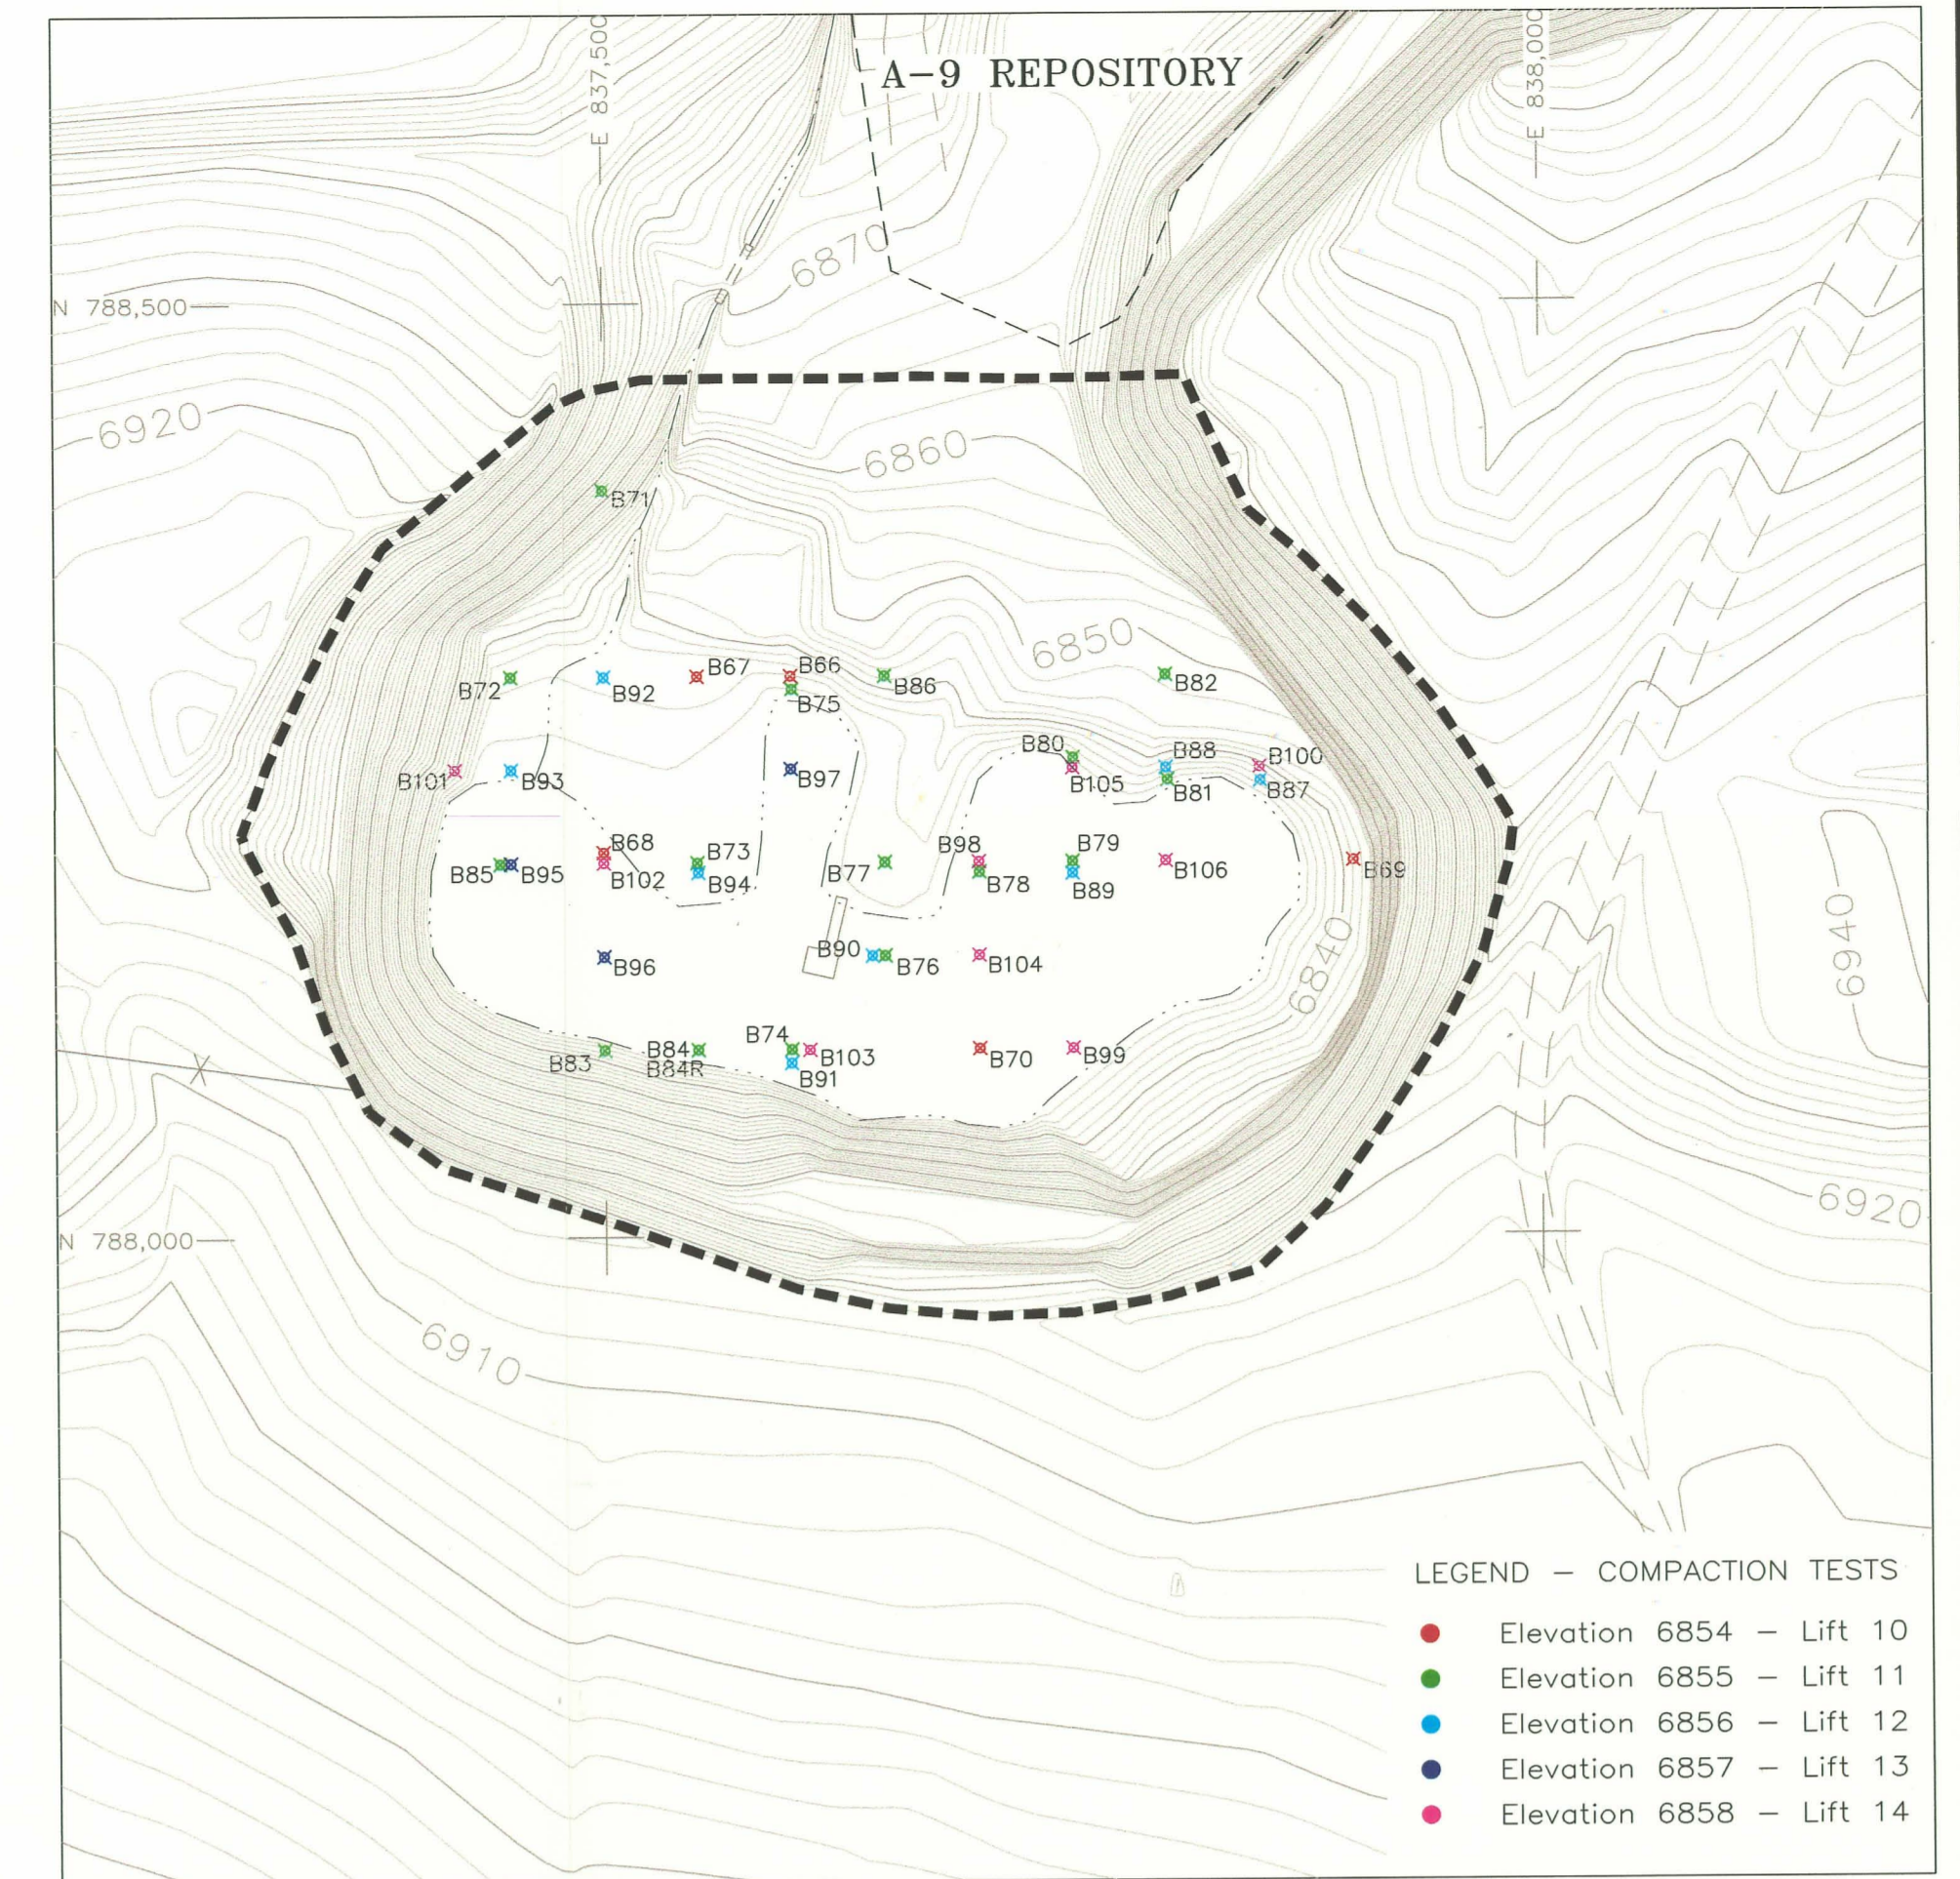 E 837,500
E 838,000
A-9 REPOSITORY
6870
N 788,500
6920
6860
B71
6850
B67
B66
B72
B92
B86
B82
B75
B80
B88
B100
B101
B93
B97
B105
B81
B87
B68
B73
B98
B79
B85
B95
B102
B94
B77
B78
B89
B106
B69
6840
6940
B96
B90
B76
B104
B74
B83
B84
B84R
B103
B91
B70
B99
6920
N 788,000
6910
LEGEND – COMPACTION TESTS
Elevation 6854 – Lift 10
Elevation 6855 – Lift 11
Elevation 6856 – Lift 12
Elevation 6857 – Lift 13
Elevation 6858 – Lift 14